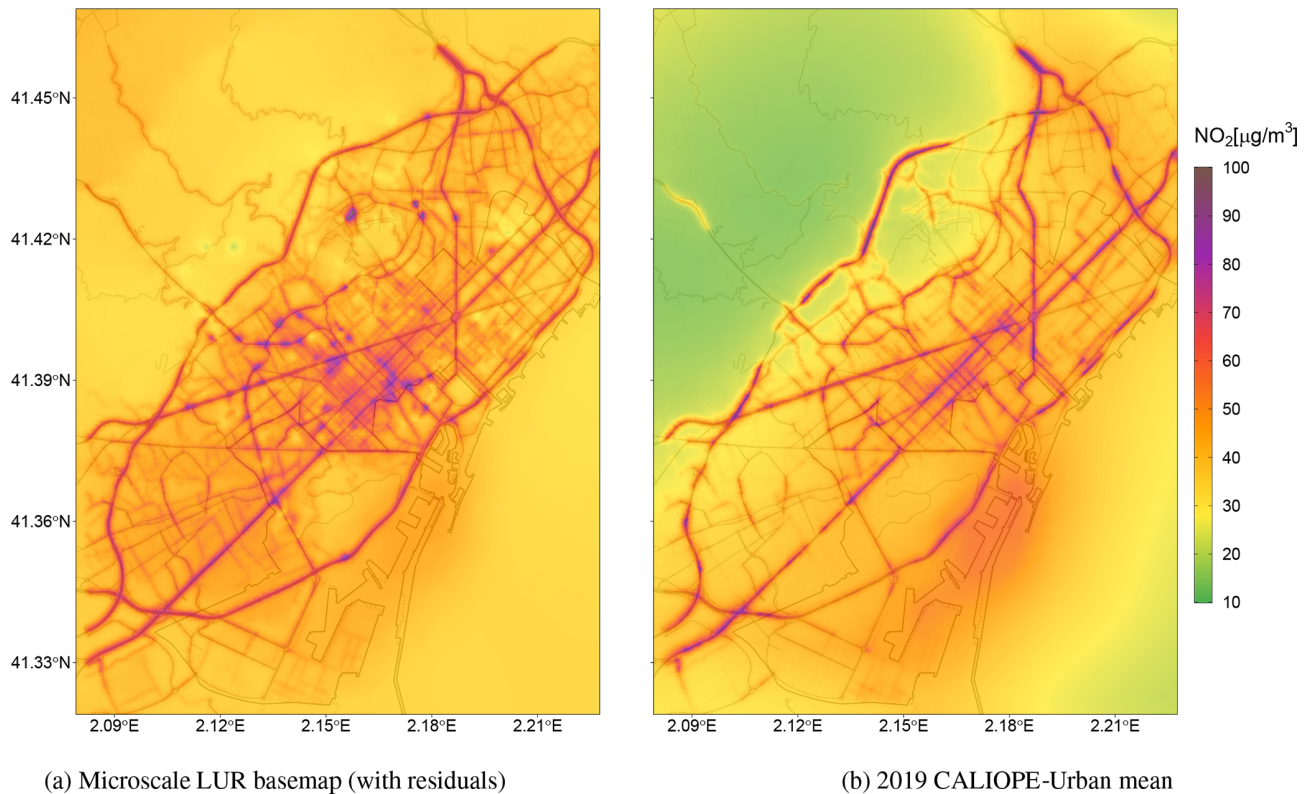 NO₂[μg/m³]
41.45°N
41.42°N
41.39°N
41.36°N
41.33°N
2.09°E 2.12°E 2.15°E 2.18°E 2.21°E
2.09°E 2.12°E 2.15°E 2.18°E 2.21°E
100
90
80
70
60
50
40
30
20
10
(a) Microscale LUR basemap (with residuals)
(b) 2019 CALIOPE-Urban mean